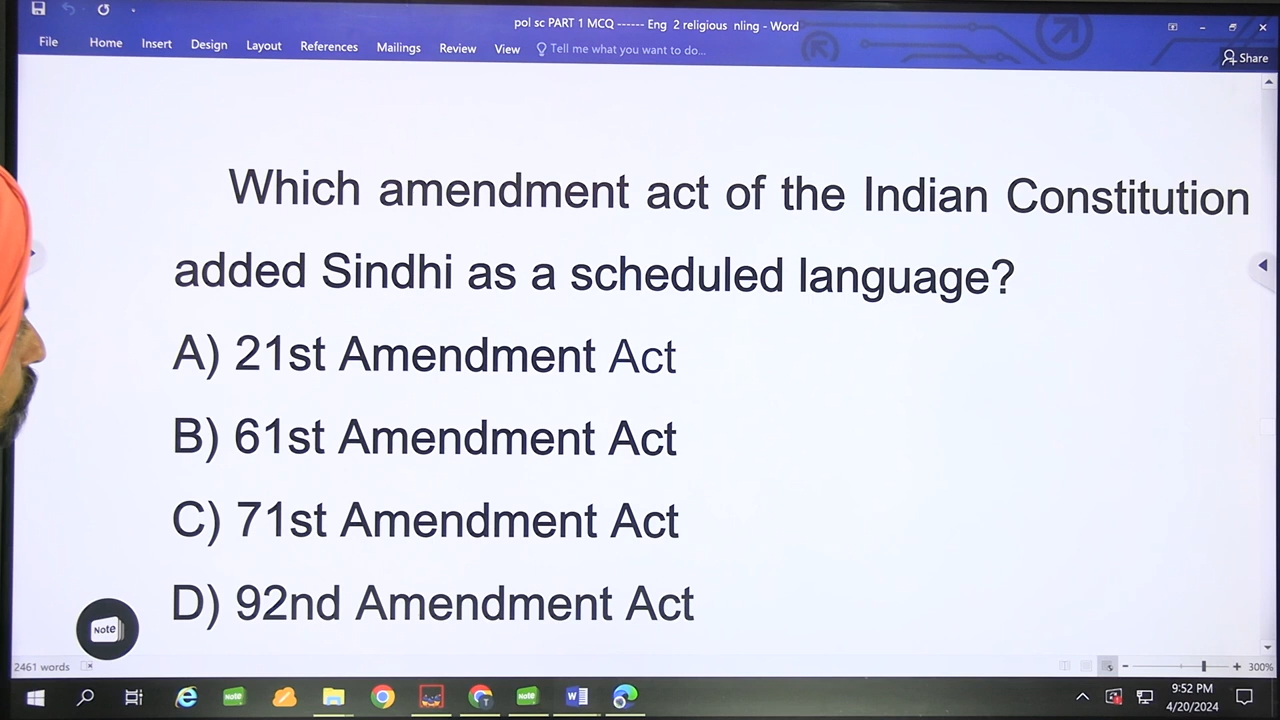 pol sc PART 1 MCQ ------ Eng 2 religious nling - Word
File Home Insert Design Layout References Mailings Review View Tell me what you want to do...
Share
Which amendment act of the Indian Constitution
added Sindhi as a scheduled language?
A) 21st Amendment Act
B) 61st Amendment Act
C) 71st Amendment Act
D) 92nd Amendment Act
Note
2461 words
300%
Note
Note
9:52 PM
4/20/2024